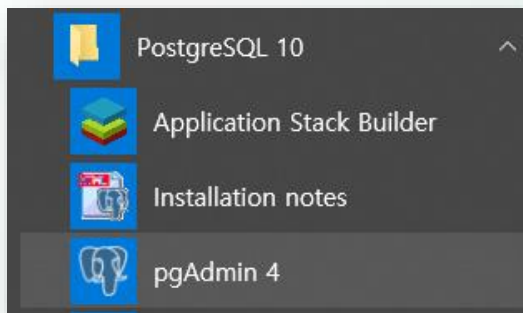 PostgreSQL 10
Application Stack Builder
Installation notes
pgAdmin 4